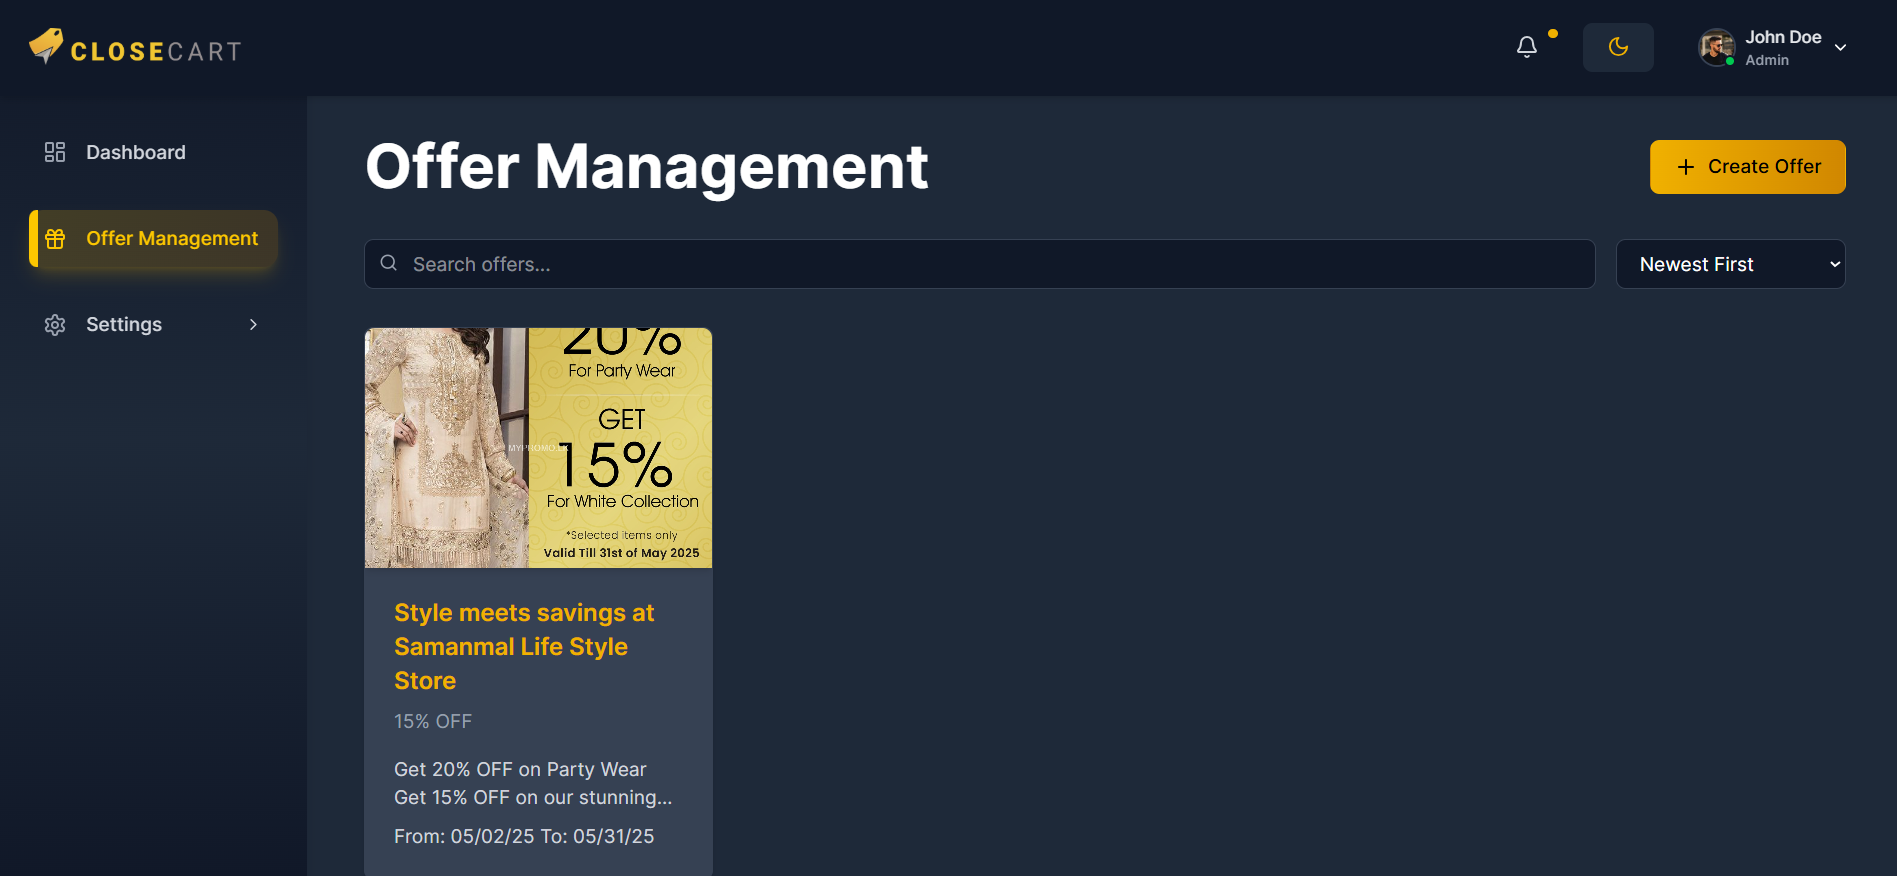 CLOSECART
John Doe
Admin
Dashboard
Offer Management
Settings
Offer Management
Create Offer
Search offers...
Newest First
20%
For Party Wear
GET
15%
For White Collection
MYPROMO.LK
*Selected items only
Valid Till 31st of May 2025
Style meets savings at
Samanmal Life Style
Store
15% OFF
Get 20% OFF on Party Wear
Get 15% OFF on our stunning...
From: 05/02/25 To: 05/31/25